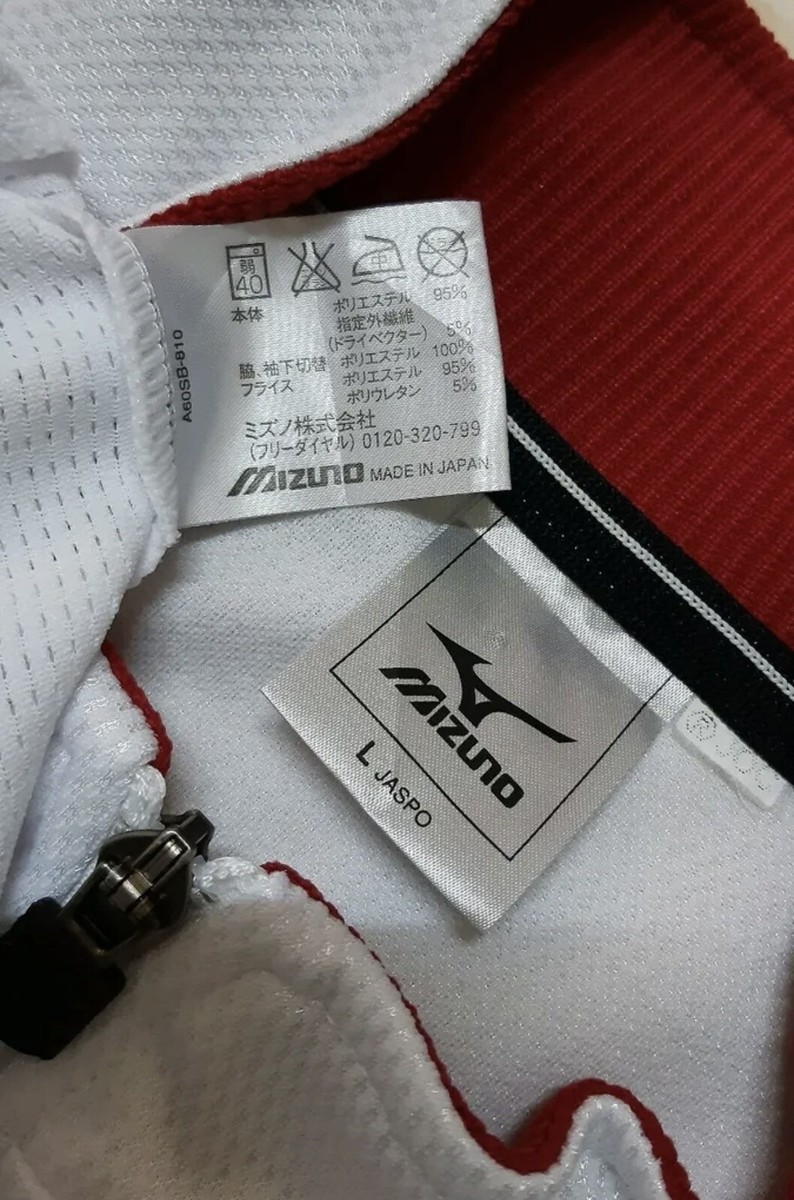 弱
40
中
本体
ポリエステル 95%
指定外繊維
(ドライベクター) 5%
脇、袖下切替 ポリエステル 100%
フライス ポリエステル 95%
ポリウレタン 5%
ミズノ株式会社
(フリーダイヤル) 0120-320-799
MIZUNO MADE IN JAPAN
A60SB-810
MIZUNO
L JASPO